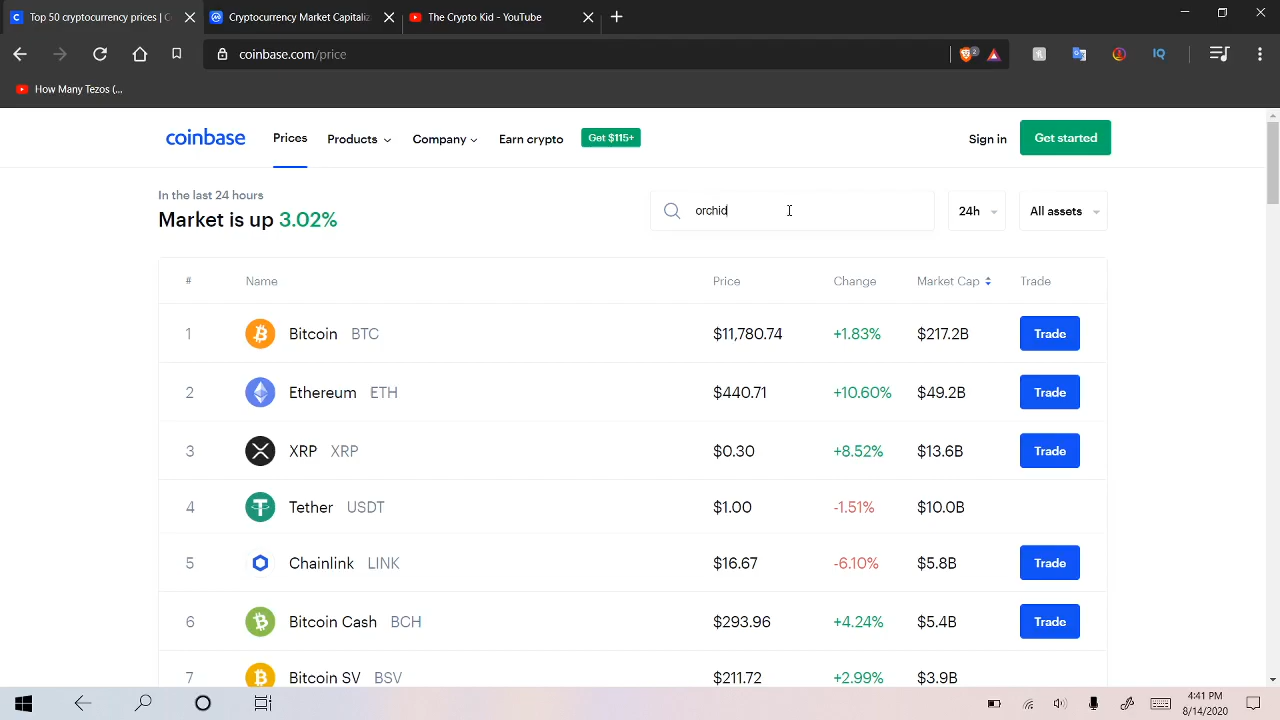 Top 50 cryptocurrency prices | C
Cryptocurrency Market Capitaliz
The Crypto Kid - YouTube
coinbase.com/price
2
IQ
How Many Tezos (...
coinbase
Prices
Products
Company
Earn crypto
Get $115+
Sign in
Get started
In the last 24 hours
Market is up 3.02%
orchid
24h
All assets
# Name Price Change Market Cap Trade
1 Bitcoin BTC $11,780.74 +1.83% $217.2B Trade
2 Ethereum ETH $440.71 +10.60% $49.2B Trade
3 XRP XRP $0.30 +8.52% $13.6B Trade
4 Tether USDT $1.00 -1.51% $10.0B
5 Chainlink LINK $16.67 -6.10% $5.8B Trade
6 Bitcoin Cash BCH $293.96 +4.24% $5.4B Trade
7 Bitcoin SV BSV $211.72 +2.99% $3.9B
4:41 PM
8/14/2020